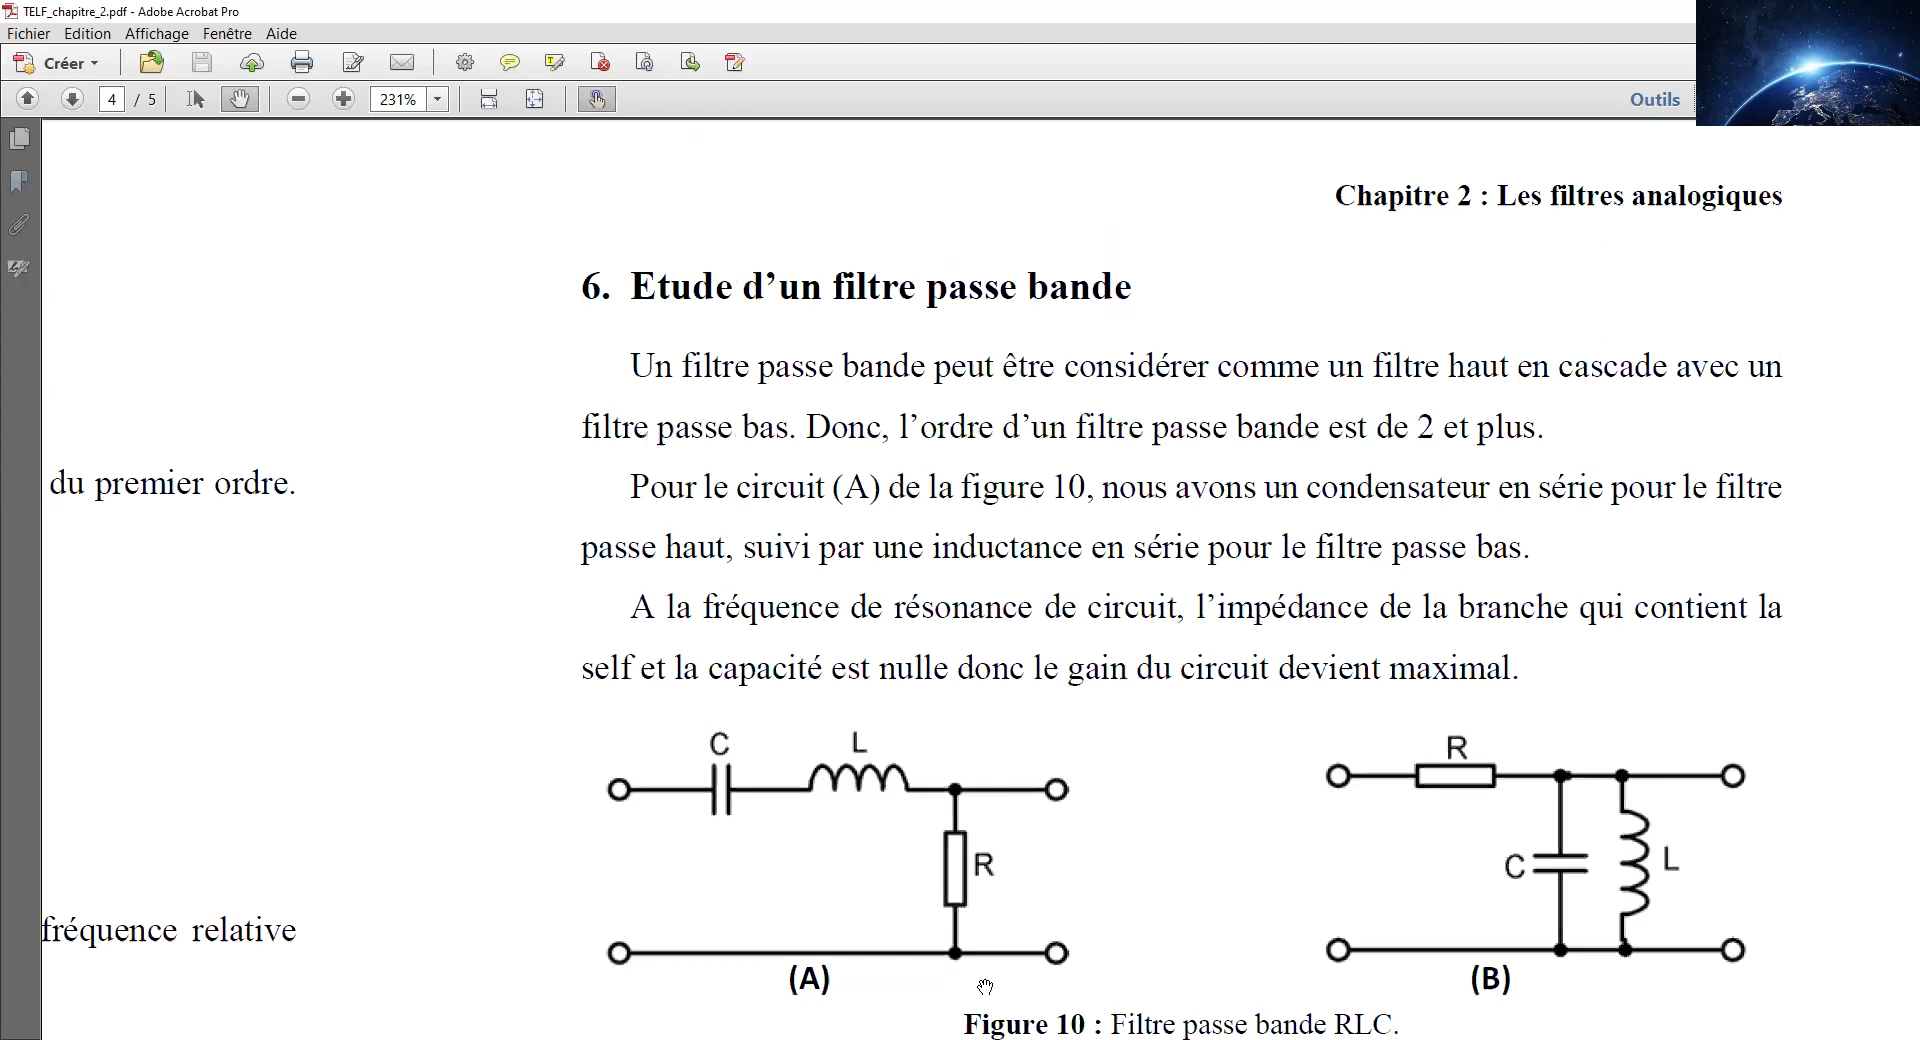 TELF_chapitre_2.pdf - Adobe Acrobat Pro
Fichier Edition Affichage Fenêtre Aide
Créer
4 / 5 231% Outils
Chapitre 2 : Les filtres analogiques
6. Etude d’un filtre passe bande
Un filtre passe bande peut être considérer comme un filtre haut en cascade avec un
filtre passe bas. Donc, l’ordre d’un filtre passe bande est de 2 et plus.
du premier ordre.
Pour le circuit (A) de la figure 10, nous avons un condensateur en série pour le filtre
passe haut, suivi par une inductance en série pour le filtre passe bas.
A la fréquence de résonance de circuit, l’impédance de la branche qui contient la
self et la capacité est nulle donc le gain du circuit devient maximal.
C L R
R C L
fréquence relative
(A) (B)
Figure 10 : Filtre passe bande RLC.